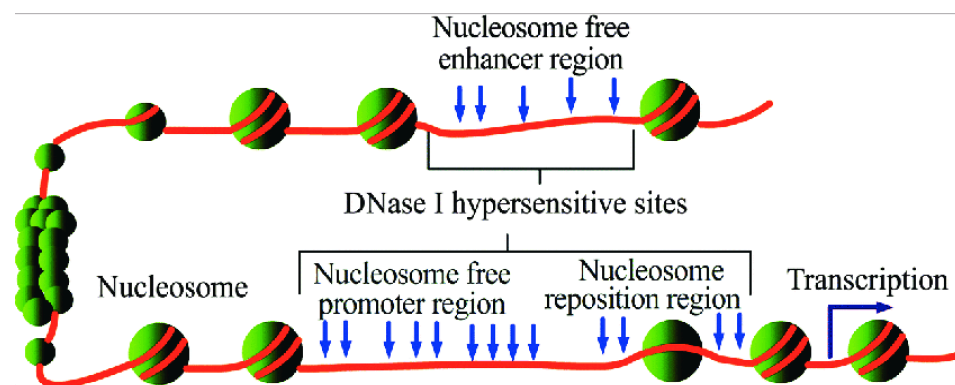 Nucleosome free
enhancer region
DNase I hypersensitive sites
Nucleosome
Nucleosome free
promoter region
Nucleosome
reposition region
Transcription